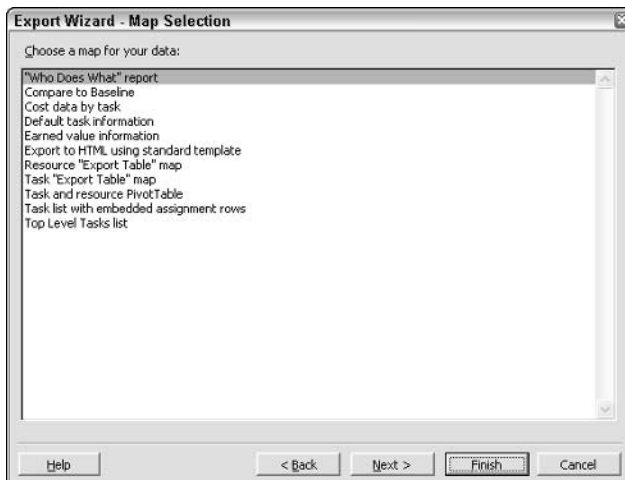 Export Wizard - Map Selection
Choose a map for your data:
"Who Does What" report
Compare to Baseline
Cost data by task
Default task information
Earned value information
Export to HTML using standard template
Resource "Export Table" map
Task "Export Table" map
Task and resource PivotTable
Task list with embedded assignment rows
Top Level Tasks list
Help
< Back
Next >
Finish
Cancel